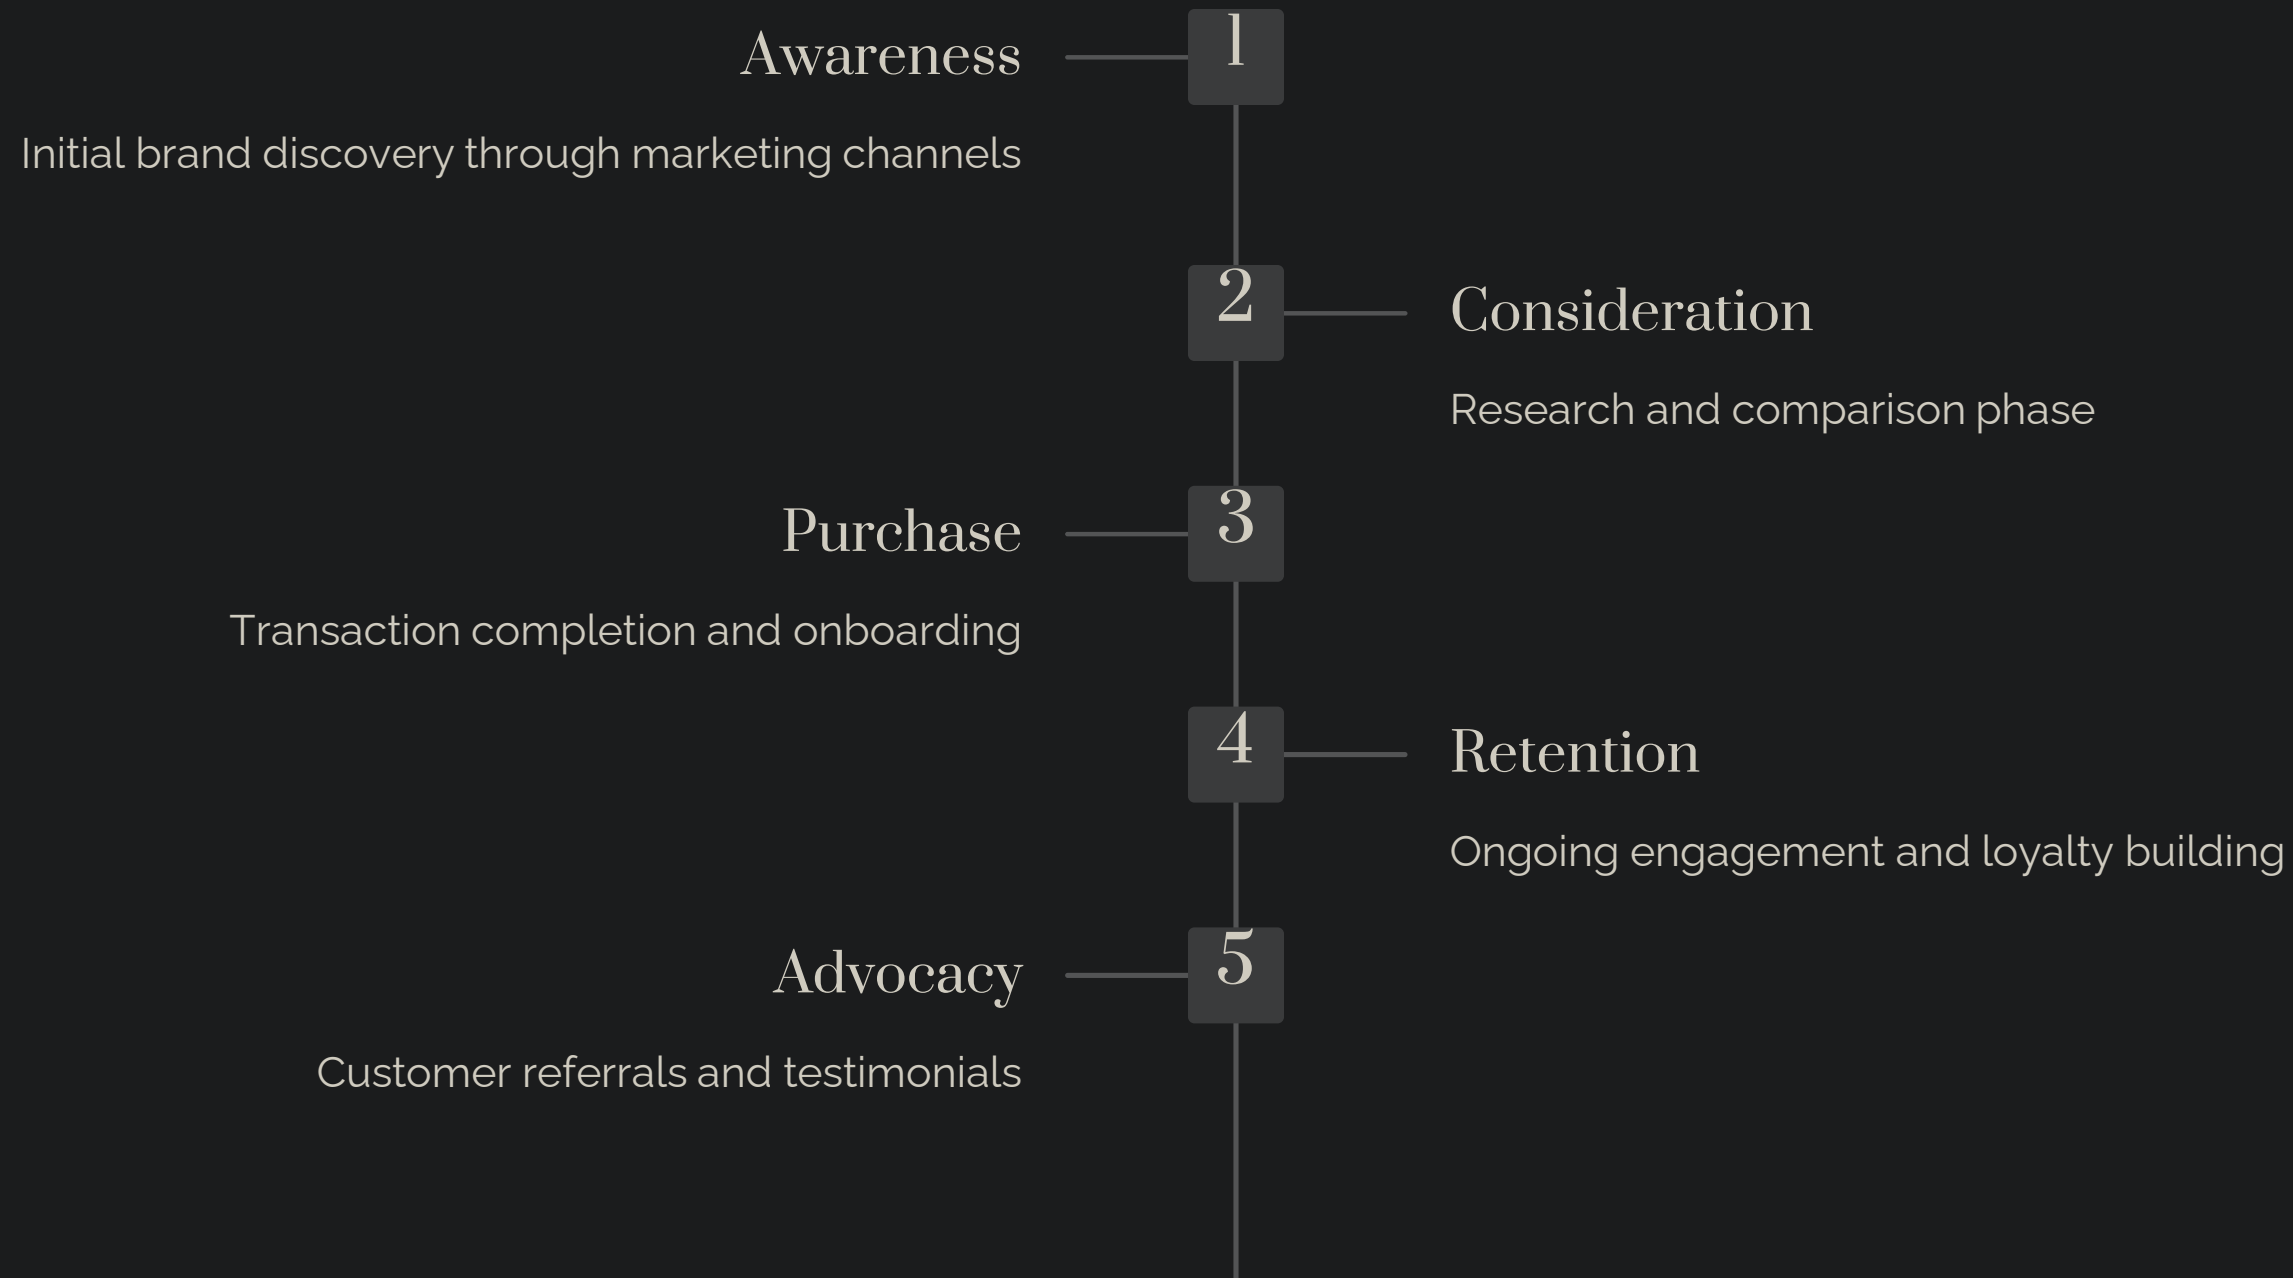 1
Awareness
Initial brand discovery through marketing channels
2
Consideration
Research and comparison phase
3
Purchase
Transaction completion and onboarding
4
Retention
Ongoing engagement and loyalty building
5
Advocacy
Customer referrals and testimonials